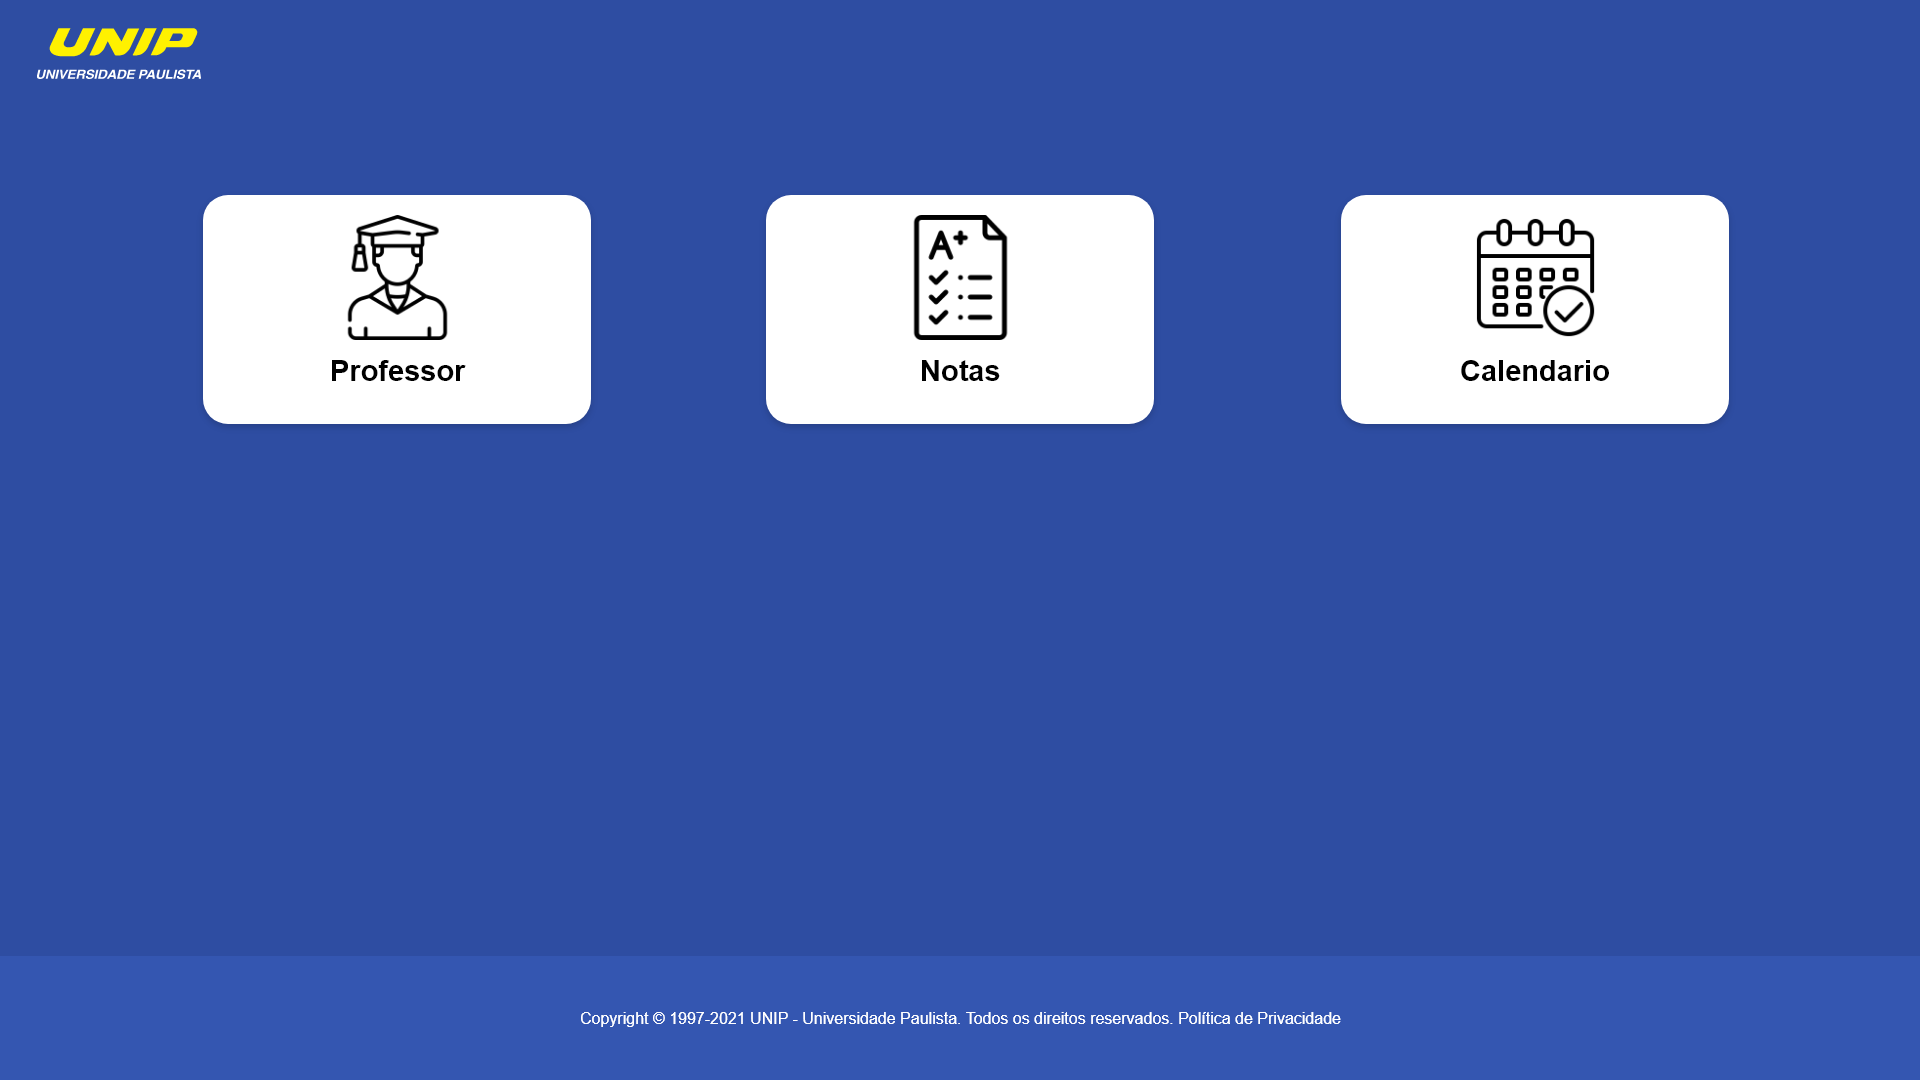 UNIP
UNIVERSIDADE PAULISTA
A+
Professor
Notas
Calendario
Copyright © 1997-2021 UNIP - Universidade Paulista. Todos os direitos reservados. Política de Privacidade